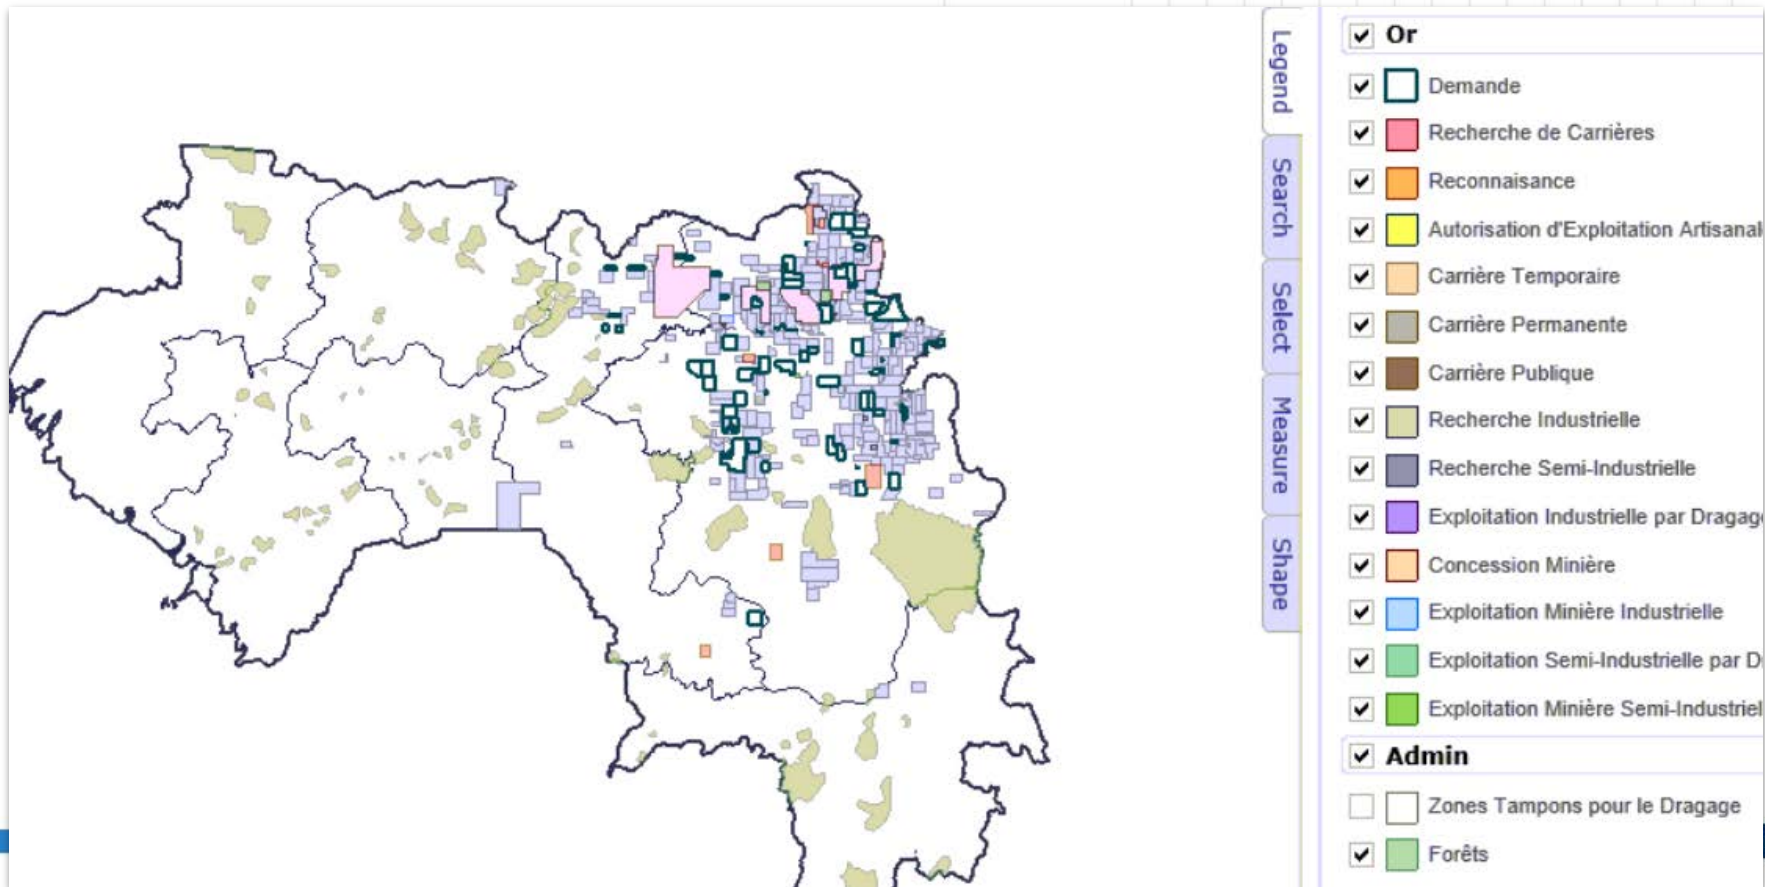 Legend
Search
Select
Measure
Shape
Or
Demande
Recherche de Carrières
Reconnaisance
Autorisation d'Exploitation Artisanal
Carrière Temporaire
Carrière Permanente
Carrière Publique
Recherche Industrielle
Recherche Semi-Industrielle
Exploitation Industrielle par Dragag
Concession Minière
Exploitation Minière Industrielle
Exploitation Semi-Industrielle par D
Exploitation Minière Semi-Industriel
Admin
Zones Tampons pour le Dragage
Forêts